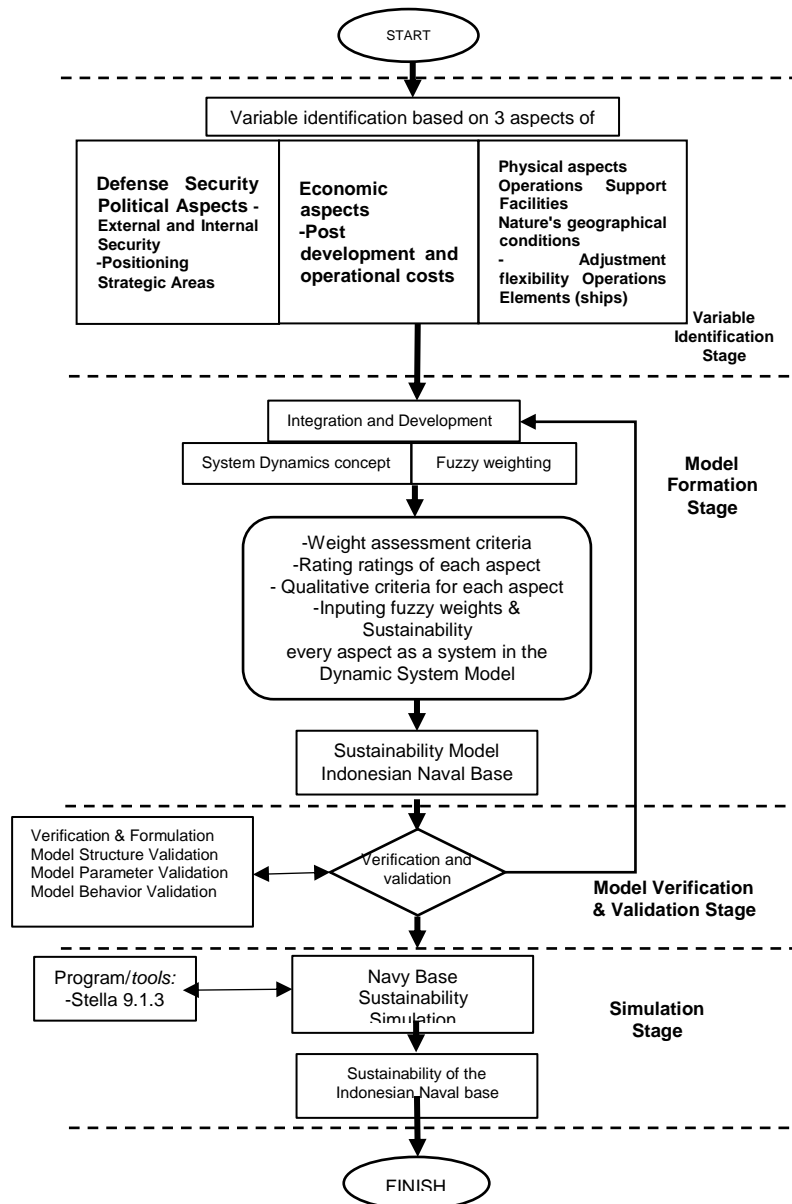 START
Variable identification based on 3 aspects of
Defense Security
Political Aspects -
External and Internal
Security
-Positioning
Strategic Areas
Economic
aspects
-Post
development and
operational costs
Physical aspects
Operations Support
Facilities
Nature's geographical
conditions
- Adjustment
flexibility Operations
Elements (ships)
Variable
Identification
Stage
Integration and Development
System Dynamics concept
Fuzzy weighting
Model
Formation
Stage
-Weight assessment criteria
-Rating ratings of each aspect
- Qualitative criteria for each aspect
-Inputing fuzzy weights &
Sustainability
every aspect as a system in the
Dynamic System Model
Sustainability Model
Indonesian Naval Base
Verification & Formulation
Model Structure Validation
Model Parameter Validation
Model Behavior Validation
Verification and
validation
Model Verification
& Validation Stage
Program/tools:
-Stella 9.1.3
Navy Base
Sustainability
Simulation
Simulation
Stage
Sustainability of the
Indonesian Naval base
FINISH